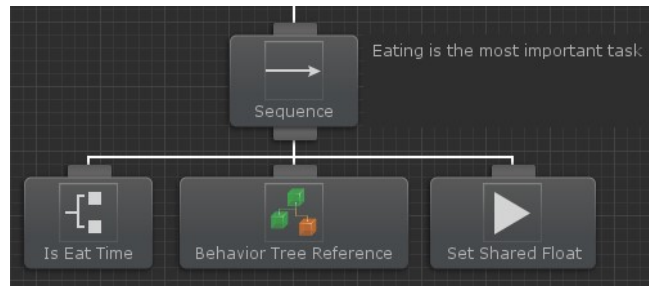 Eating is the most important task
Sequence
Is Eat Time
Behavior Tree Reference
Set Shared Float